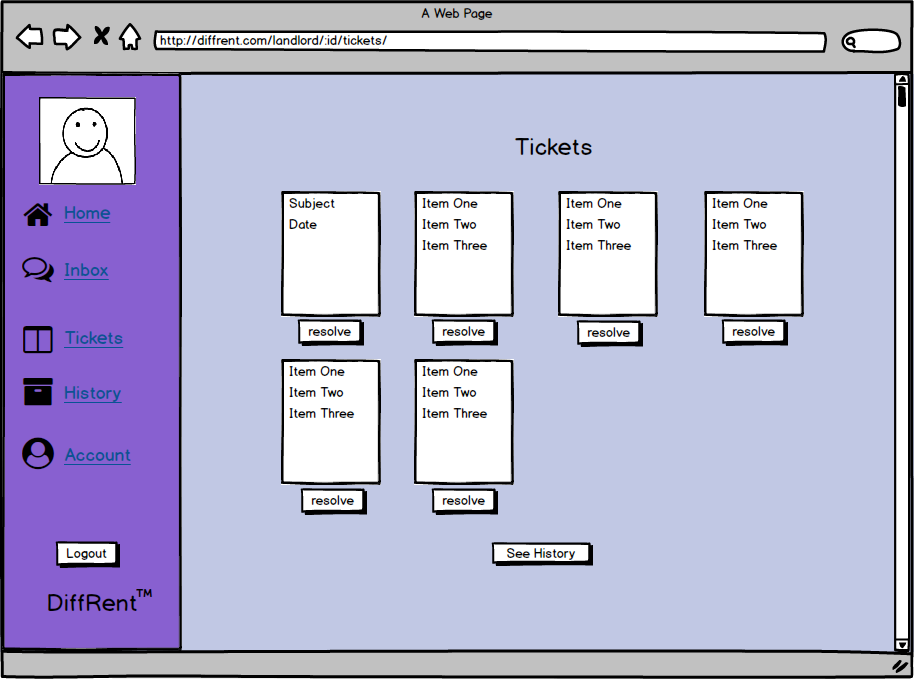 A Web Page
http://diffrent.com/landlord/:id/tickets/
Home
Inbox
Tickets
History
Account
Logout
DiffRent™
Tickets
Subject
Date
resolve
Item One
Item Two
Item Three
resolve
Item One
Item Two
Item Three
resolve
Item One
Item Two
Item Three
resolve
Item One
Item Two
Item Three
resolve
Item One
Item Two
Item Three
resolve
See History